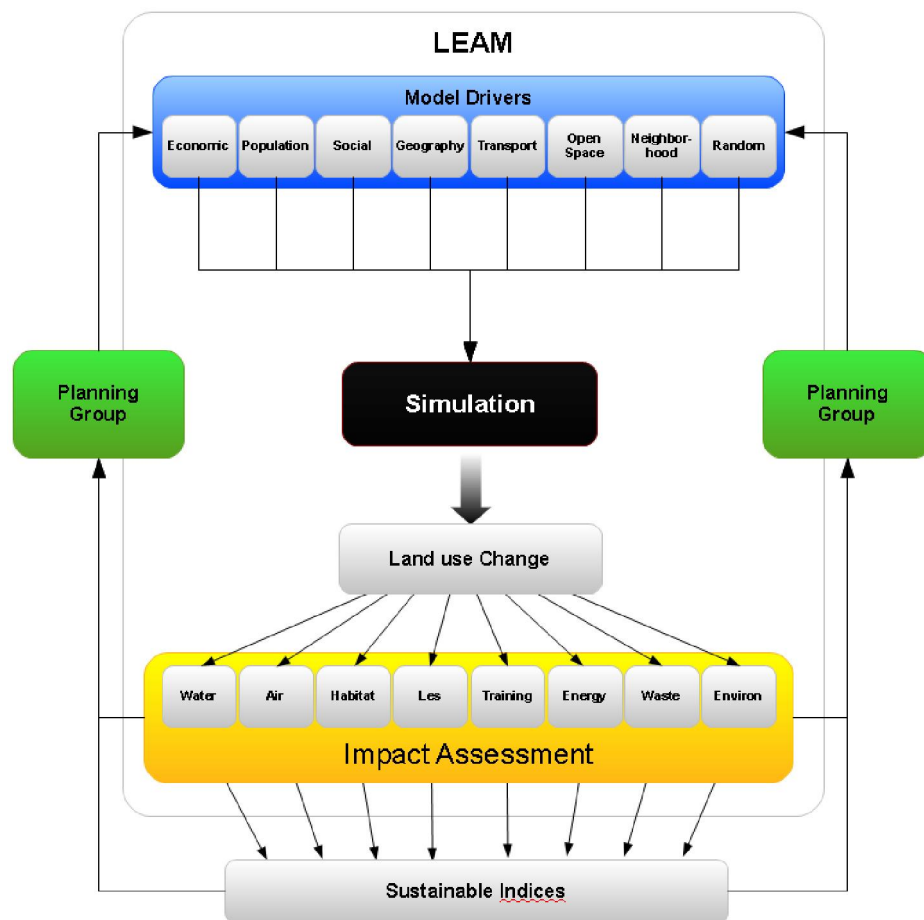 LEAM
Model Drivers
Economic
Population
Social
Geography
Transport
Open
Space
Neighbor-
hood
Random
Planning
Group
Simulation
Planning
Group
Land use Change
Water
Air
Habitat
Les
Training
Energy
Waste
Environ
Impact Assessment
Sustainable Indices